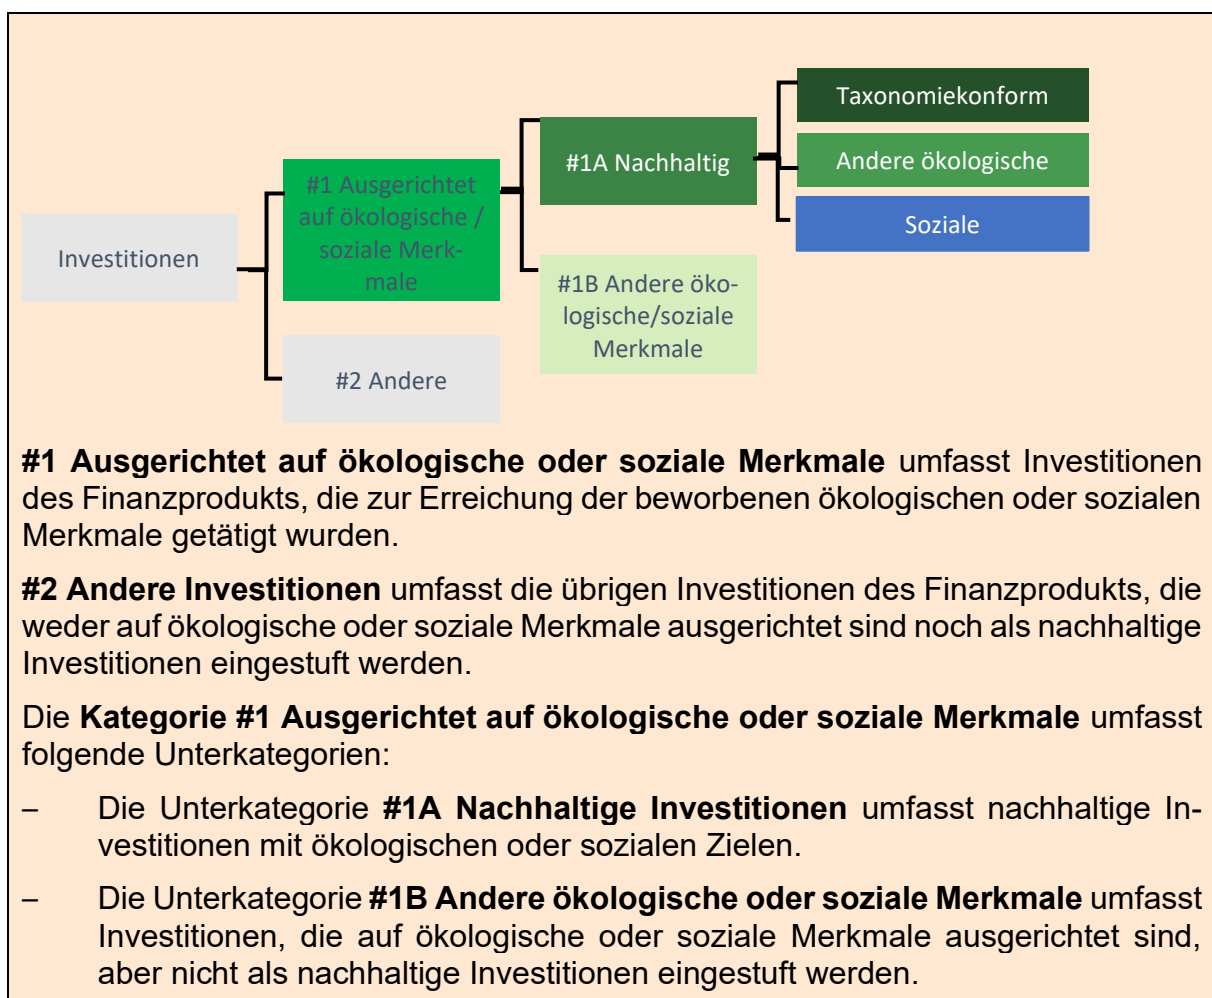 Taxonomiekonform
#1A Nachhaltig
Andere ökologische
Soziale
#1 Ausgerichtet
auf ökologische /
soziale Merk-
male
Investitionen
#1B Andere öko-
logische/soziale
Merkmale
#2 Andere
#1 Ausgerichtet auf ökologische oder soziale Merkmale umfasst Investitionen
des Finanzprodukts, die zur Erreichung der beworbenen ökologischen oder sozialen
Merkmale getätigt wurden.
#2 Andere Investitionen umfasst die übrigen Investitionen des Finanzprodukts, die
weder auf ökologische oder soziale Merkmale ausgerichtet sind noch als nachhaltige
Investitionen eingestuft werden.
Die Kategorie #1 Ausgerichtet auf ökologische oder soziale Merkmale umfasst
folgende Unterkategorien:
– Die Unterkategorie #1A Nachhaltige Investitionen umfasst nachhaltige In-
vestitionen mit ökologischen oder sozialen Zielen.
– Die Unterkategorie #1B Andere ökologische oder soziale Merkmale umfasst
Investitionen, die auf ökologische oder soziale Merkmale ausgerichtet sind,
aber nicht als nachhaltige Investitionen eingestuft werden.